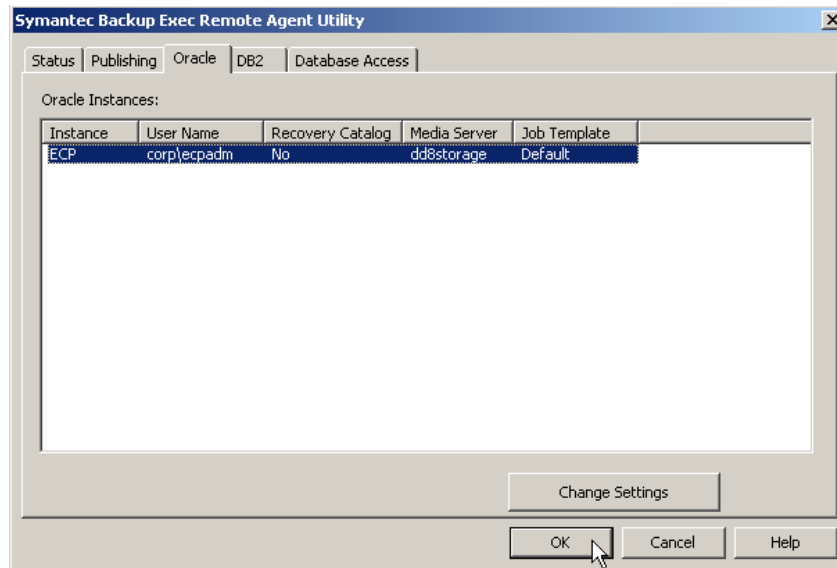 Symantec Backup Exec Remote Agent Utility
Status Publishing Oracle DB2 Database Access
Oracle Instances:
Instance User Name Recovery Catalog Media Server Job Template
ECP corp\ecpadm No dd8storage Default
Change Settings
OK Cancel Help